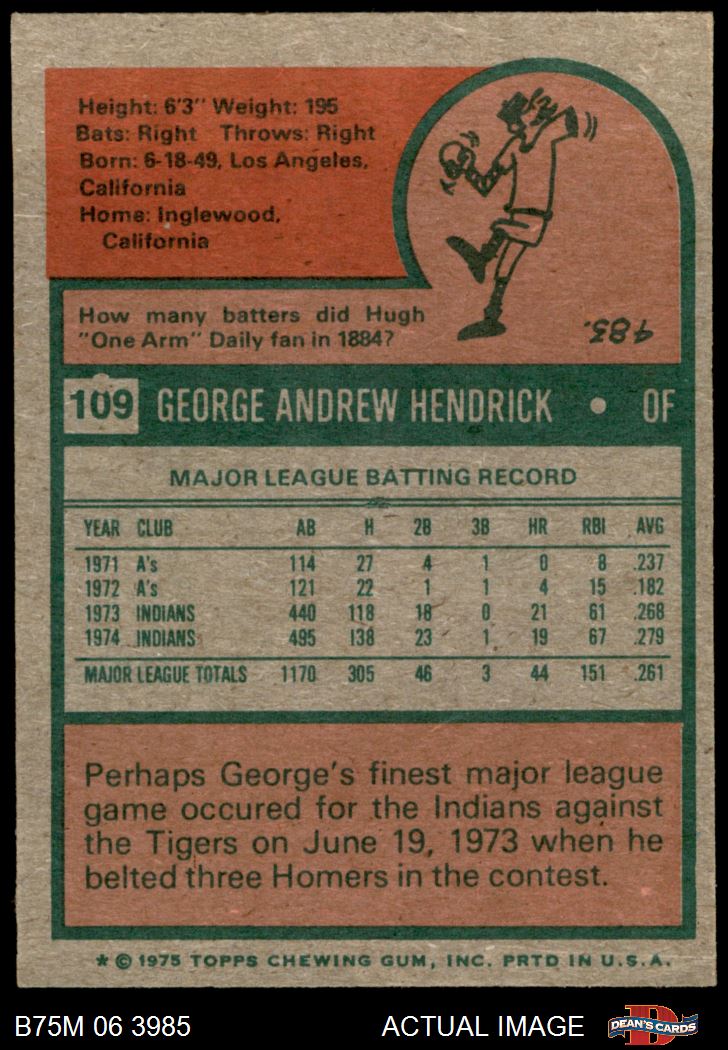 Height: 6'3" Weight: 195
Bats: Right Throws: Right
Born: 6-18-49, Los Angeles,
California
Home: Inglewood,
California
How many batters did Hugh
"One Arm" Daily fan in 1884?
483.
109 GEORGE ANDREW HENDRICK • OF
MAJOR LEAGUE BATTING RECORD
YEAR CLUB AB H 2B 3B HR RBI AVG
1971 A's 114 27 4 1 0 8 .237
1972 A's 121 22 1 1 4 15 .182
1973 INDIANS 440 118 18 0 21 61 .268
1974 INDIANS 495 138 23 1 19 67 .279
MAJOR LEAGUE TOTALS 1170 305 46 3 44 151 .261
Perhaps George's finest major league
game occured for the Indians against
the Tigers on June 19, 1973 when he
belted three Homers in the contest.
* © 1975 TOPPS CHEWING GUM, INC. PRTD IN U.S.A.
B75M 06 3985 ACTUAL IMAGE D DEAN'S CARDS